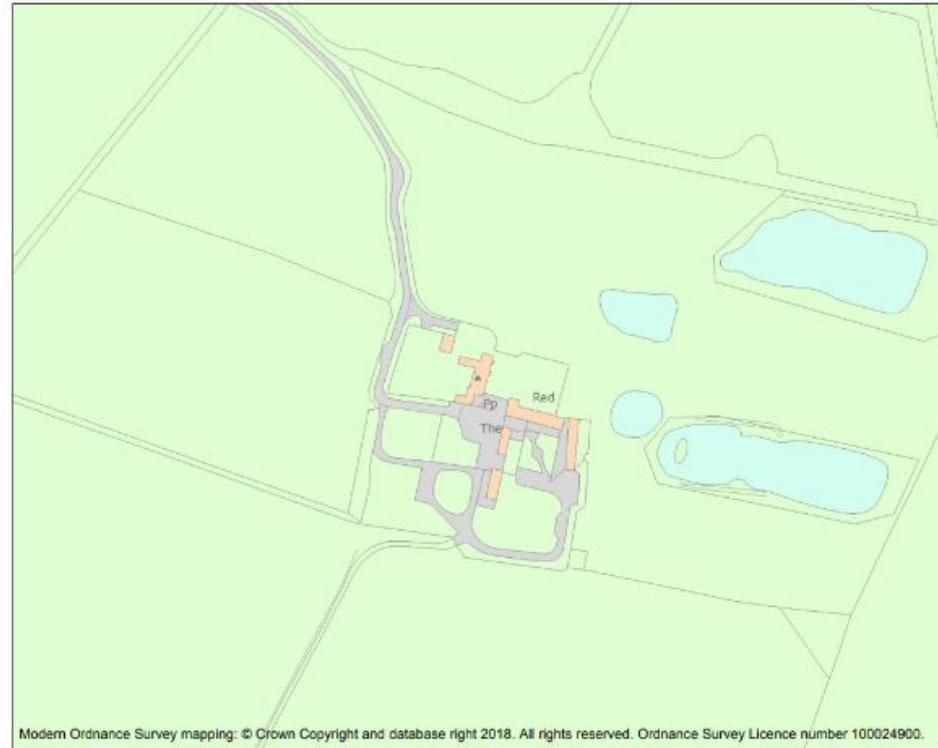 Red
Pp
The
Modern Ordnance Survey mapping: © Crown Copyright and database right 2018. All rights reserved. Ordnance Survey Licence number 100024900.